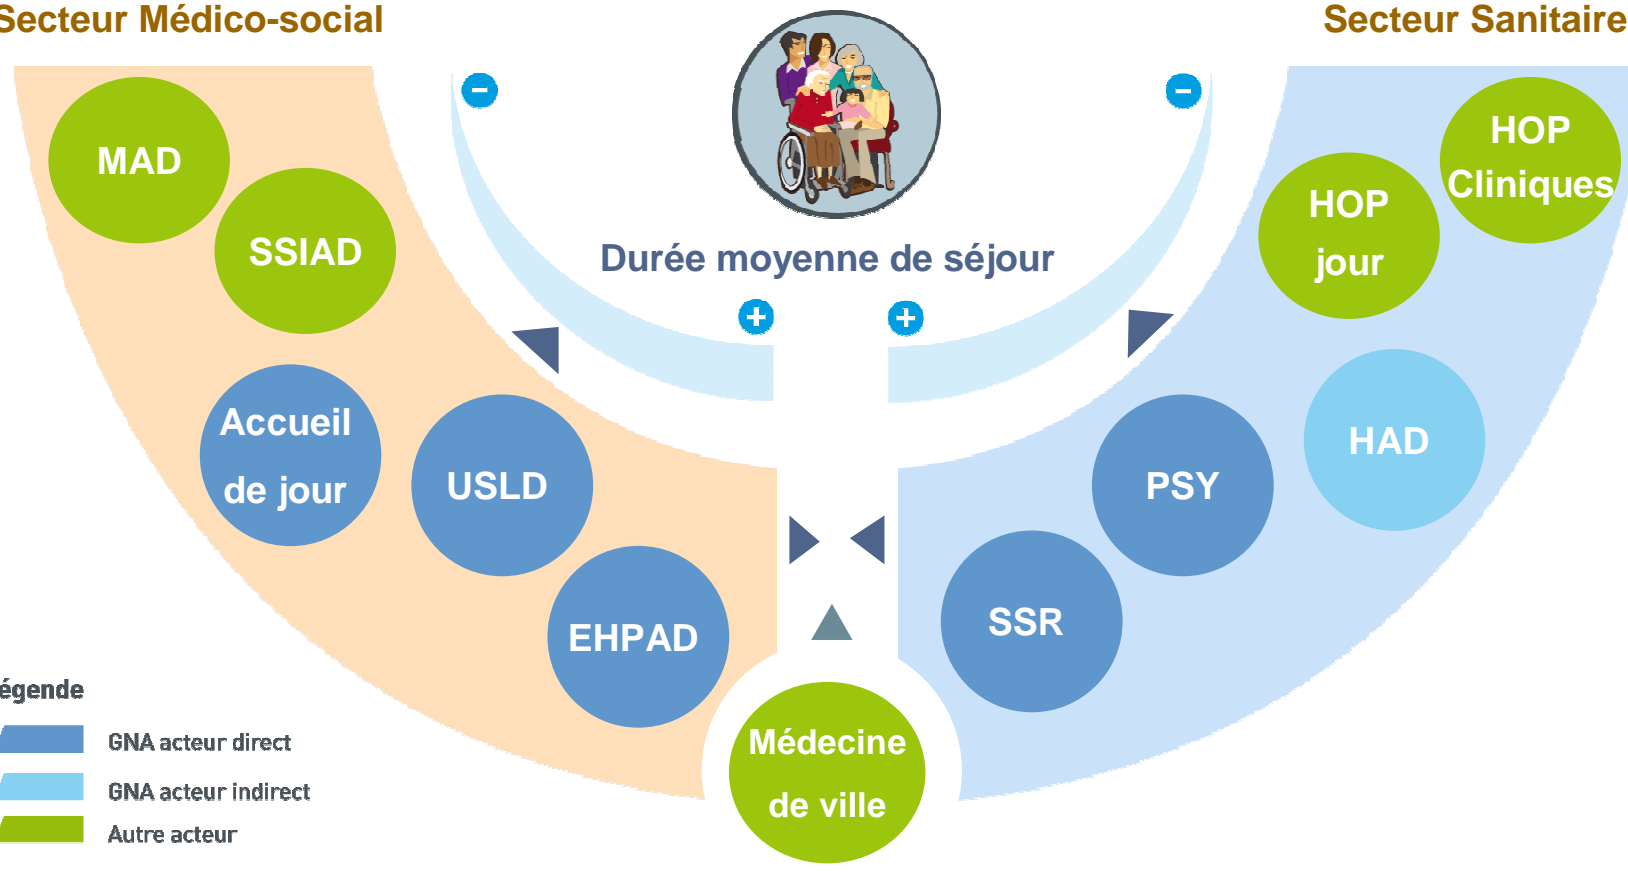 Secteur Médico-social
Secteur Sanitaire
MAD
SSIAD
Accueil
de jour
USLD
EHPAD
-
-
Durée moyenne de séjour
+
+
HOP
Cliniques
HOP
jour
HAD
PSY
SSR
Médecine
de ville
égende
GNA acteur direct
GNA acteur indirect
Autre acteur